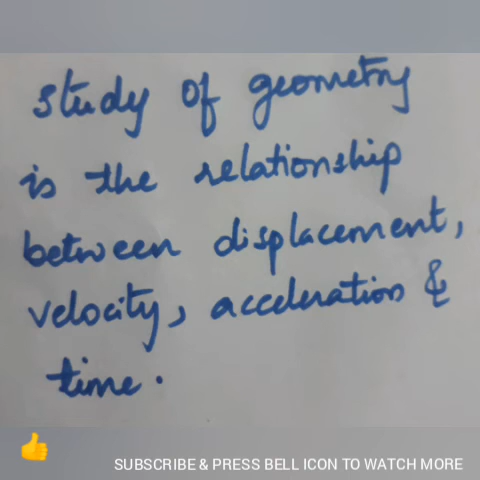 study of geometry
is the relationship
between displacement,
velocity, acceleration &
time.
SUBSCRIBE & PRESS BELL ICON TO WATCH MORE